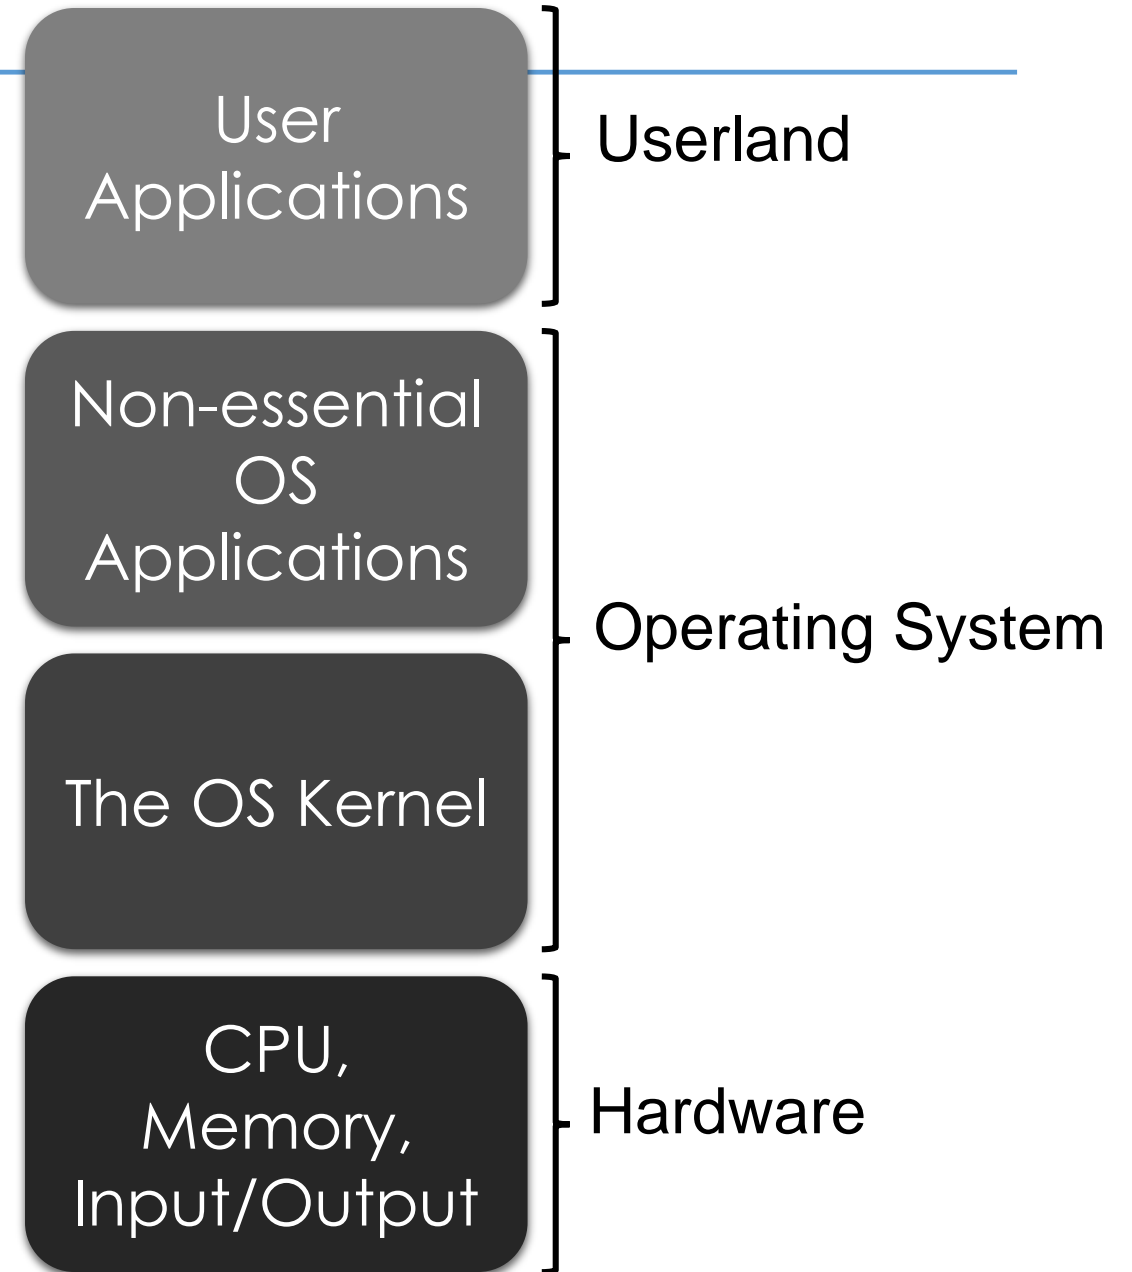 User
Applications
Userland
Non-essential
OS
Applications
Operating System
The OS Kernel
CPU,
Memory,
Input/Output
Hardware